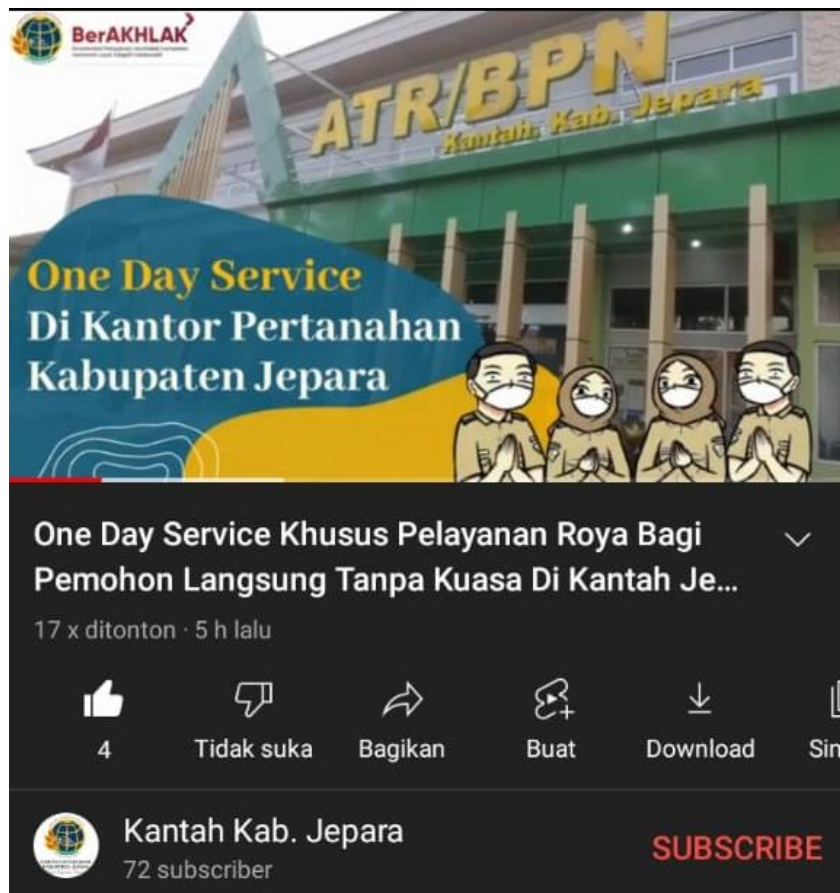 BerAKHLAK
ATR/BPN
Kantah. Kab. Jepara
One Day Service
Di Kantor Pertanahan
Kabupaten Jepara
One Day Service Khusus Pelayanan Roya Bagi
Pemohon Langsung Tanpa Kuasa Di Kantah Je...
17 x ditonton · 5 h lalu
4
Tidak suka
Bagikan
Buat
Download
Sin
Kantah Kab. Jepara
72 subscriber
SUBSCRIBE